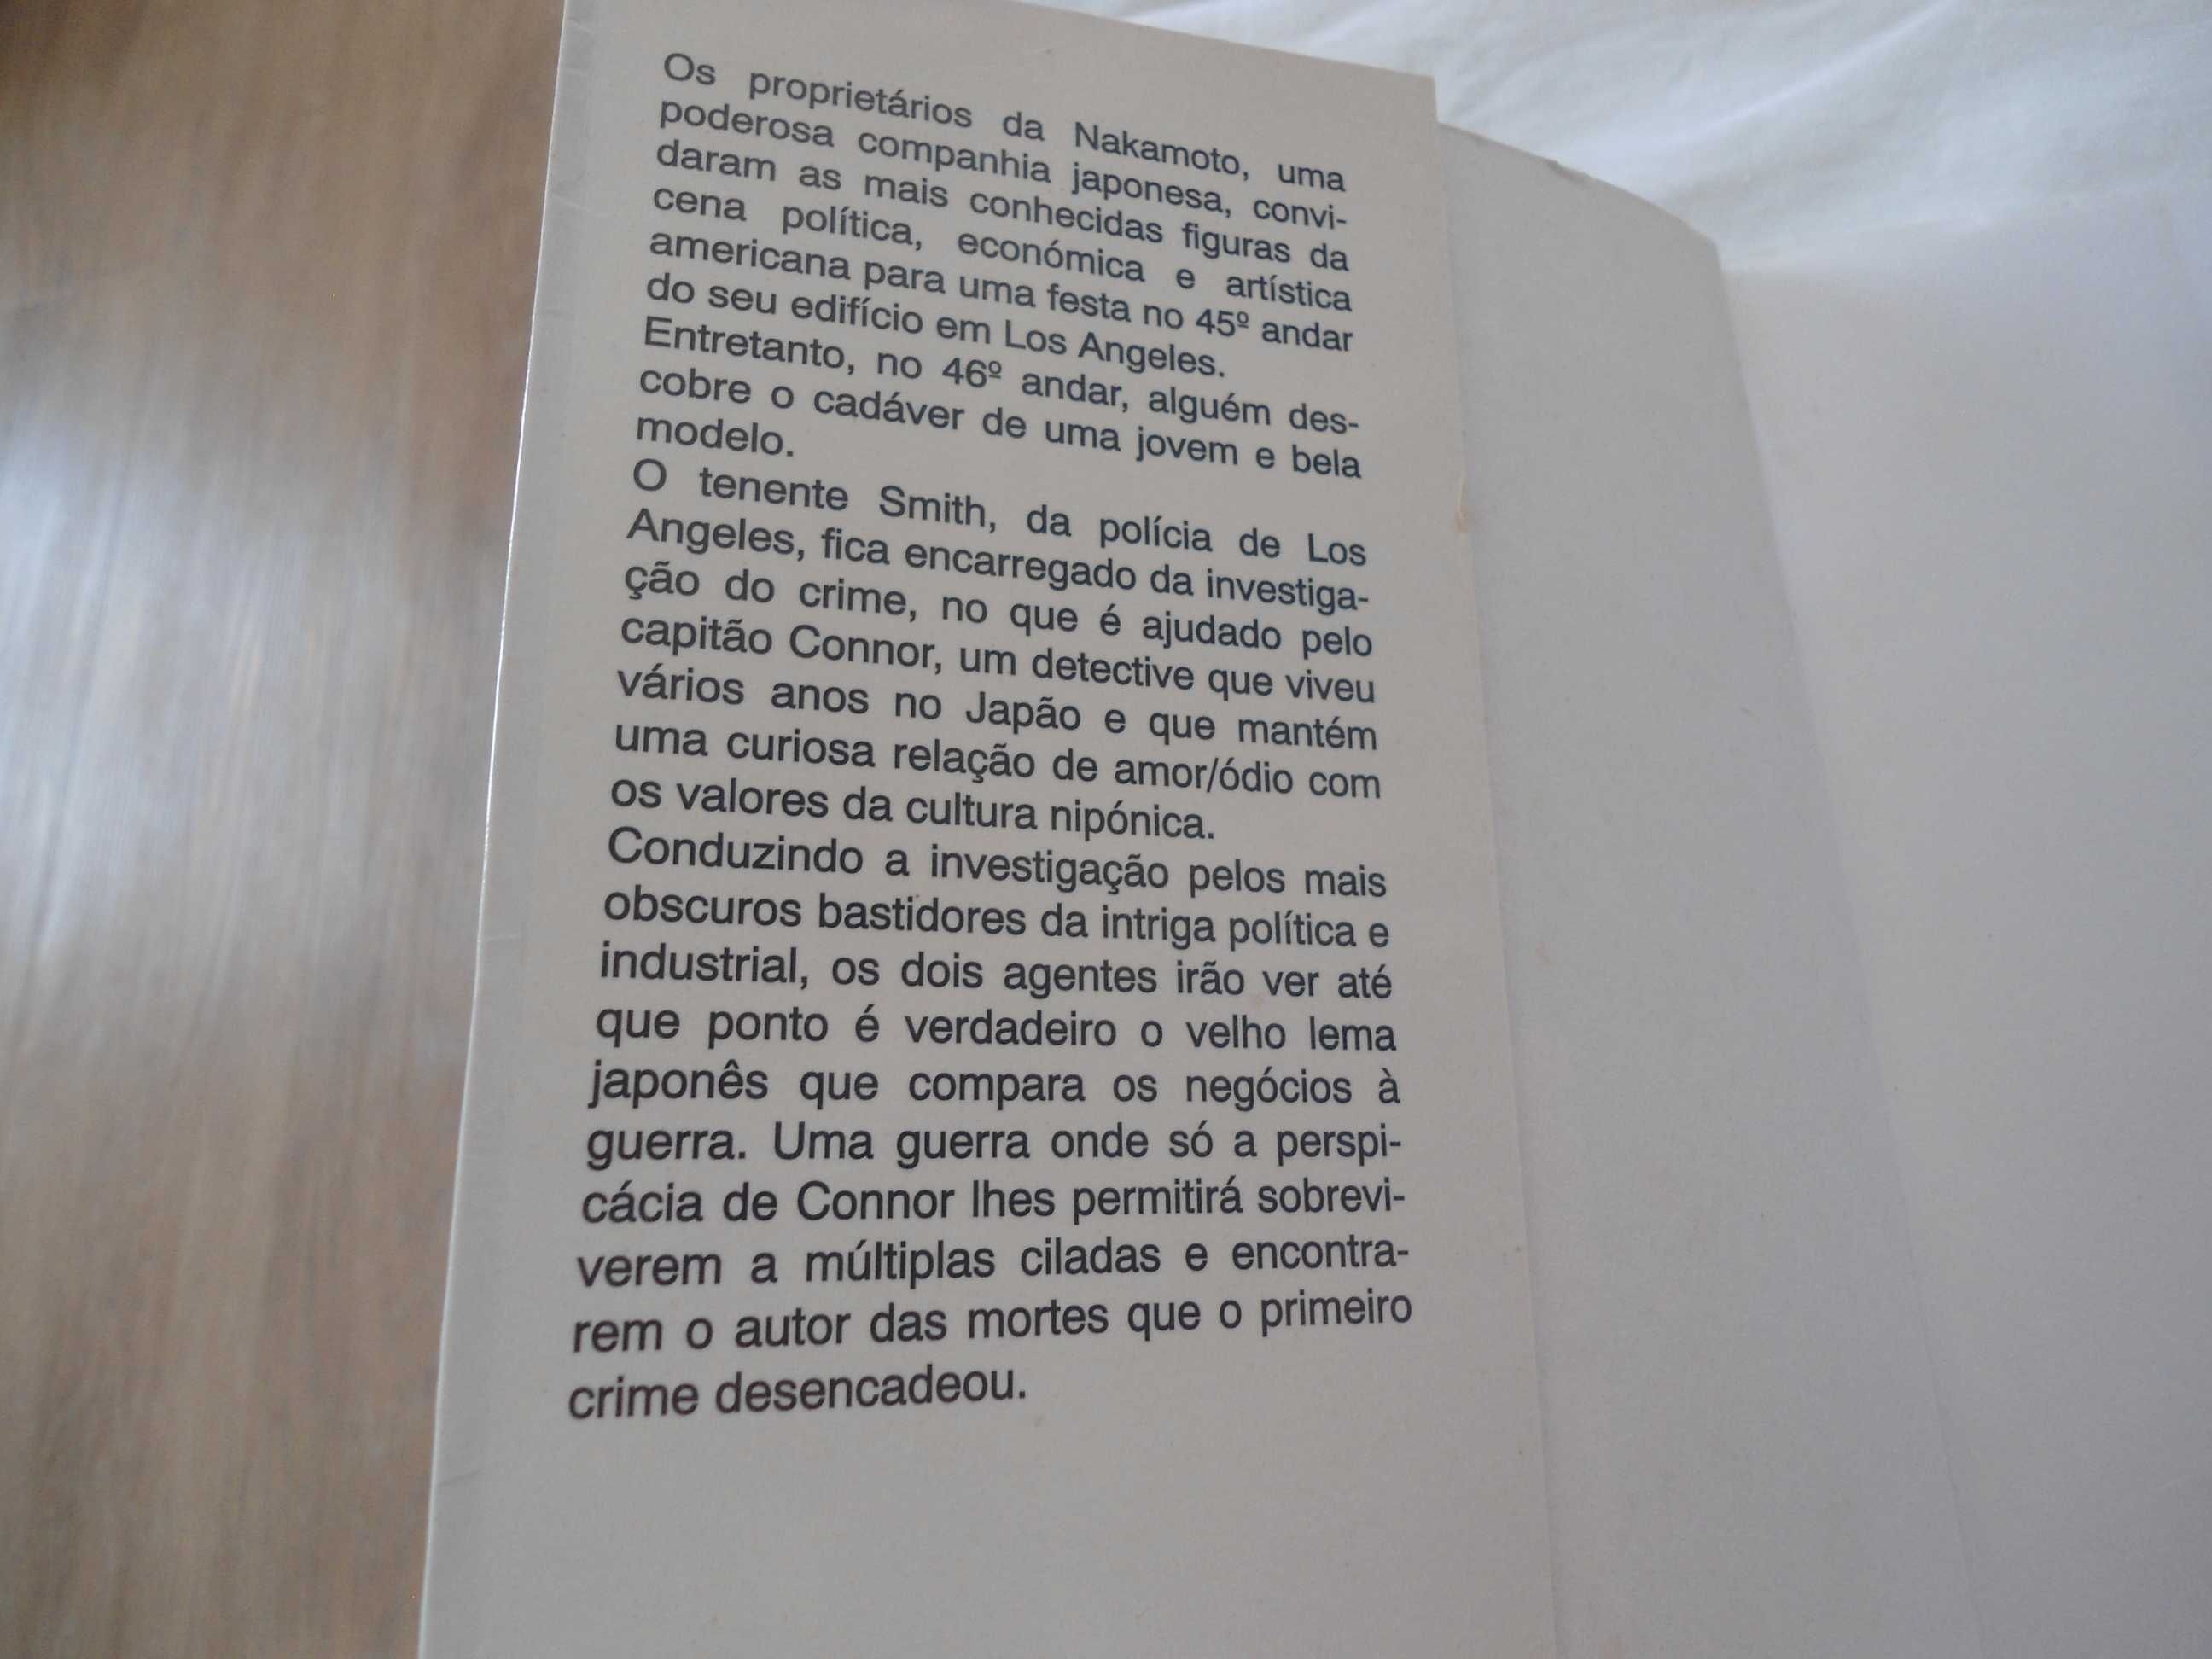 Os proprietários da Nakamoto, uma
poderosa companhia japonesa, convi-
daram as mais conhecidas figuras da
cena política, económica e artística
americana para uma festa no 45º andar
do seu edifício em Los Angeles.
Entretanto, no 46º andar, alguém des-
cobre o cadáver de uma jovem e bela
modelo.
O tenente Smith, da polícia de Los
Angeles, fica encarregado da investiga-
ção do crime, no que é ajudado pelo
capitão Connor, um detective que viveu
vários anos no Japão e que mantém
uma curiosa relação de amor/ódio com
os valores da cultura nipónica.
Conduzindo a investigação pelos mais
obscuros bastidores da intriga política e
industrial, os dois agentes irão ver até
que ponto é verdadeiro o velho lema
japonês que compara os negócios à
guerra. Uma guerra onde só a perspi-
cácia de Connor lhes permitirá sobrevi-
verem a múltiplas ciladas e encontra-
rem o autor das mortes que o primeiro
crime desencadeou.